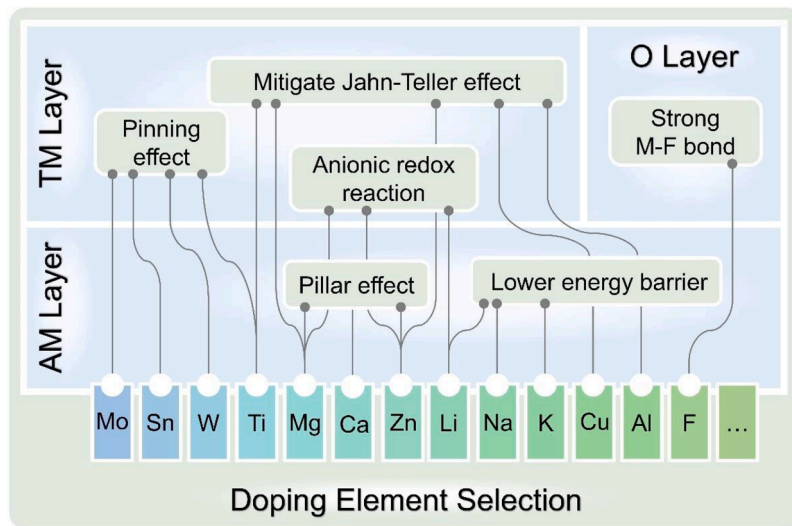 TM Layer
Mitigate Jahn-Teller effect
Pinning
effect
Anionic redox
reaction
O Layer
Strong
M-F bond
AM Layer
Pillar effect
Lower energy barrier
Mo Sn W Ti Mg Ca Zn Li Na K Cu Al F ...
Doping Element Selection